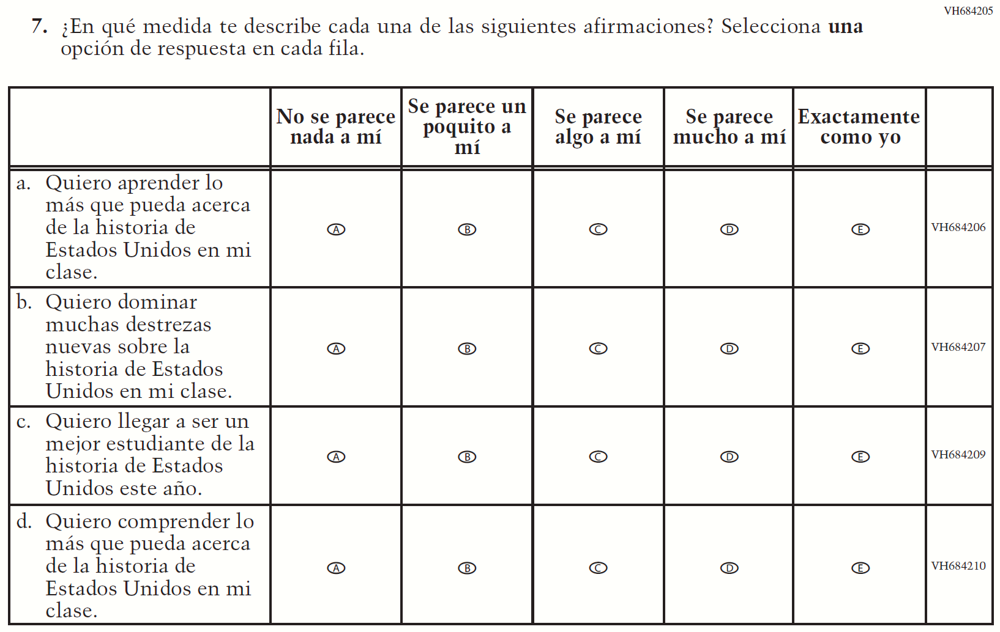 VH684205
7. ¿En qué medida te describe cada una de las siguientes afirmaciones? Selecciona una
opción de respuesta en cada fila.
No se parece
nada a mí
Se parece un
poquito a
mí
Se parece
algo a mí
Se parece
mucho a mí
Exactamente
como yo
a. Quiero aprender lo
más que pueda acerca
de la historia de
Estados Unidos en mi
clase.
A B C D E VH684206
b. Quiero dominar
muchas destrezas
nuevas sobre la
historia de Estados
Unidos en mi clase.
A B C D E VH684207
c. Quiero llegar a ser un
mejor estudiante de la
historia de Estados
Unidos este año.
A B C D E VH684209
d. Quiero comprender lo
más que pueda acerca
de la historia de
Estados Unidos en mi
clase.
A B C D E VH684210